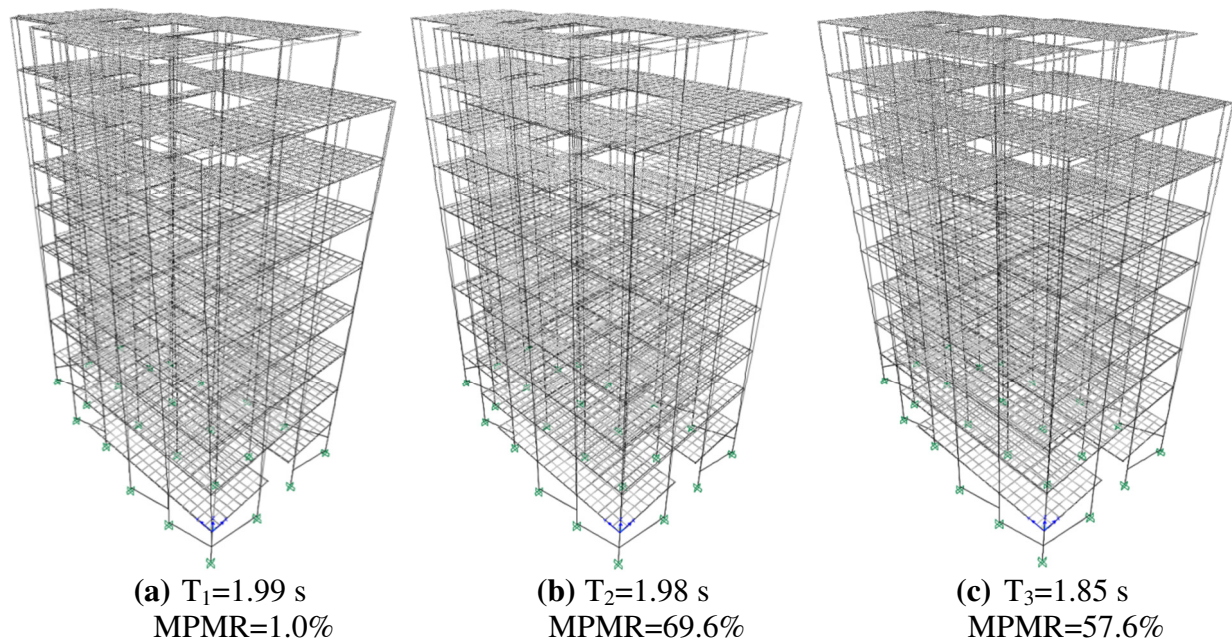 (a) T₁=1.99 s
MPMR=1.0%
(b) T₂=1.98 s
MPMR=69.6%
(c) T₃=1.85 s
MPMR=57.6%